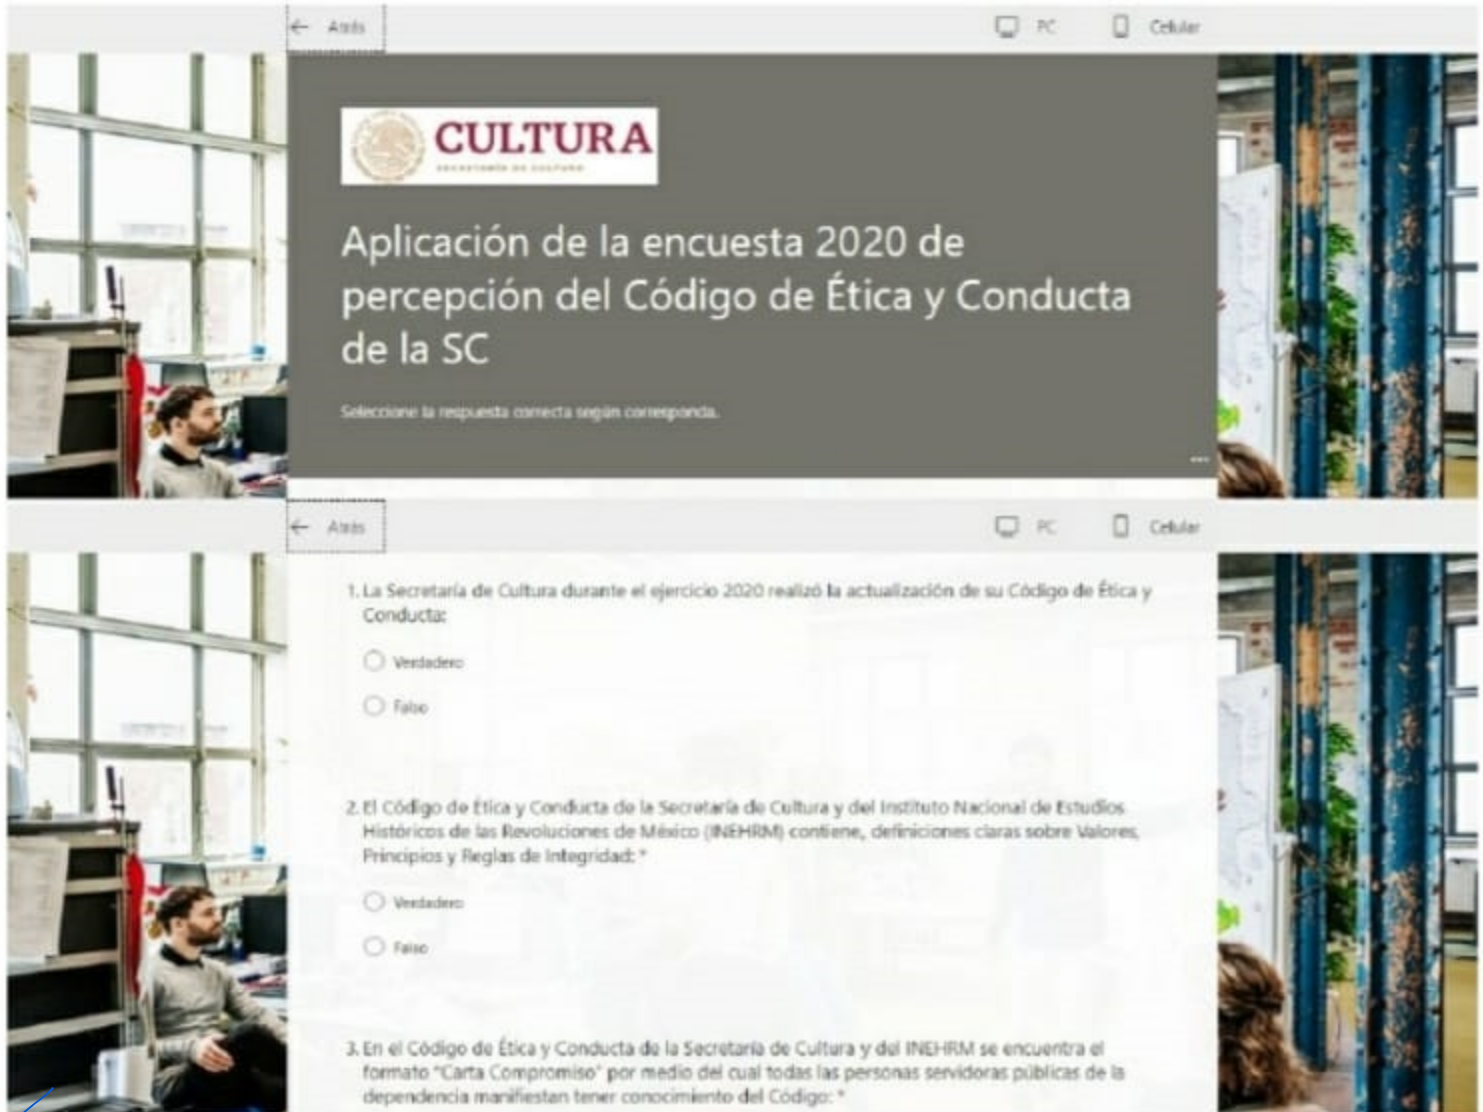 ← Atrás
PC
Celular
CULTURA
SECRETARÍA DE CULTURA
Aplicación de la encuesta 2020 de
percepción del Código de Ética y Conducta
de la SC
Seleccione la respuesta correcta según corresponda.
...
← Atrás
PC
Celular
1. La Secretaría de Cultura durante el ejercicio 2020 realizó la actualización de su Código de Ética y
Conducta:
Verdadero
Falso
2. El Código de Ética y Conducta de la Secretaría de Cultura y del Instituto Nacional de Estudios
Históricos de las Revoluciones de México (INEHRM) contiene, definiciones claras sobre Valores,
Principios y Reglas de Integridad: *
Verdadero
Falso
3. En el Código de Ética y Conducta de la Secretaría de Cultura y del INEHRM se encuentra el
formato "Carta Compromiso" por medio del cual todas las personas servidoras públicas de la
dependencia manifiestan tener conocimiento del Código: *